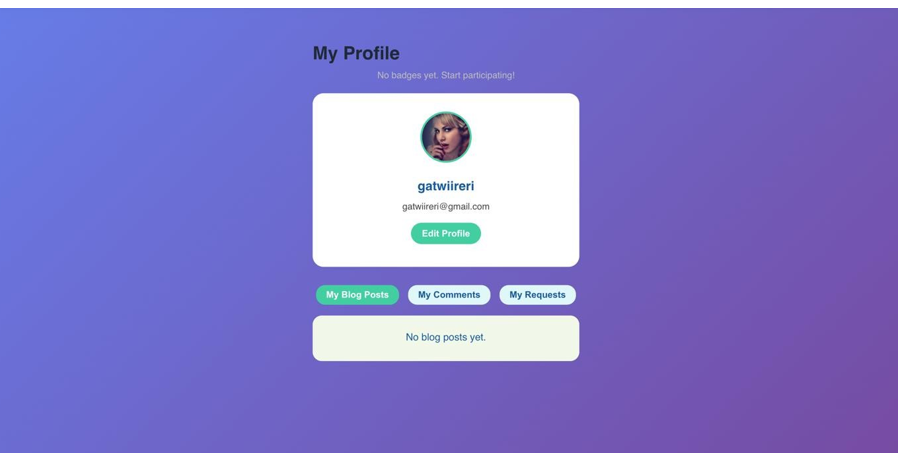 My Profile
No badges yet. Start participating!
gatwiireri
gatwiireri@gmail.com
Edit Profile
My Blog Posts
My Comments
My Requests
No blog posts yet.